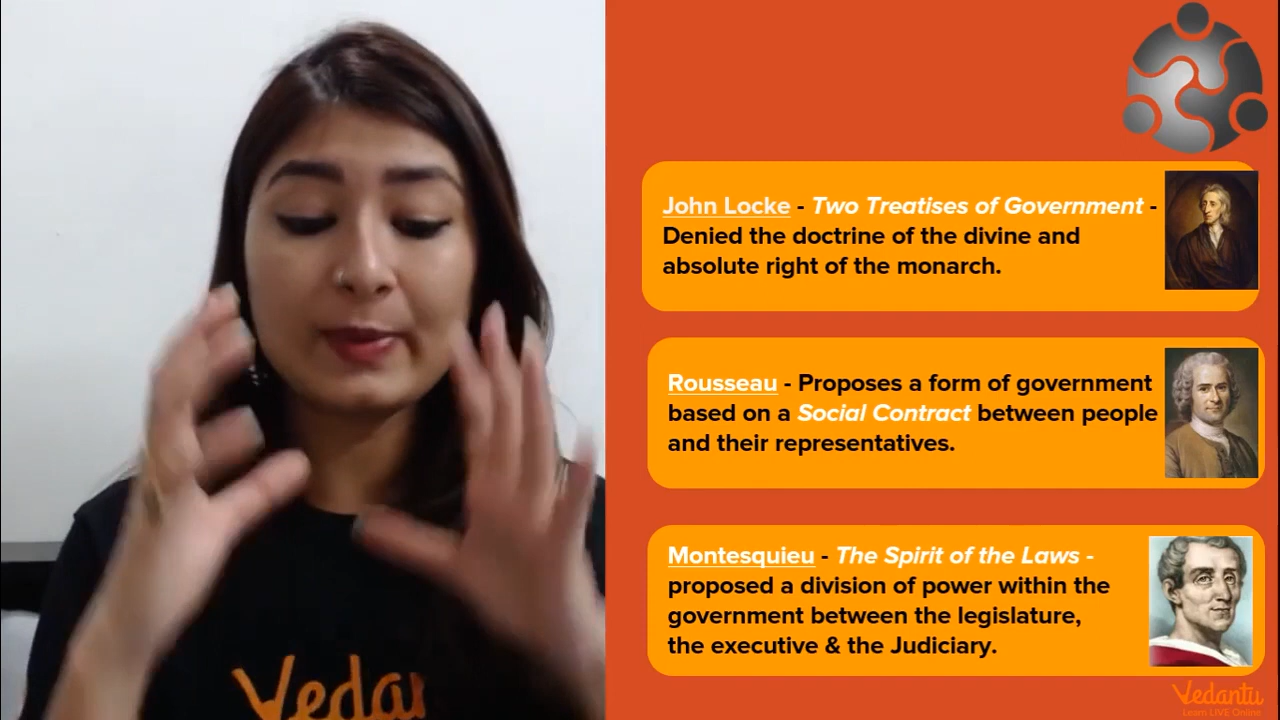 John Locke - Two Treatises of Government -
Denied the doctrine of the divine and
absolute right of the monarch.
Rousseau - Proposes a form of government
based on a Social Contract between people
and their representatives.
Montesquieu - The Spirit of the Laws -
proposed a division of power within the
government between the legislature,
the executive & the Judiciary.
Vedan
Vedantu
Learn LIVE Online